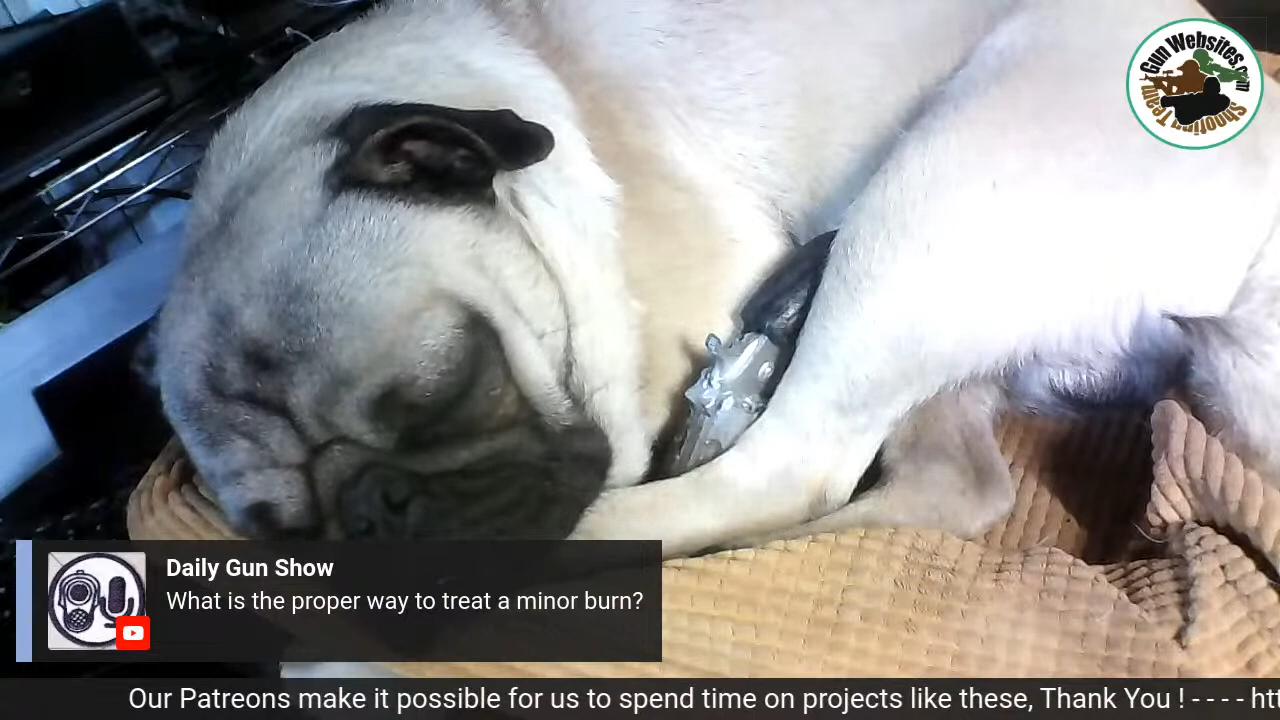 Gun Websites.com
Shooting Team
Daily Gun Show
What is the proper way to treat a minor burn?
Our Patreons make it possible for us to spend time on projects like these, Thank You ! - - - - htt